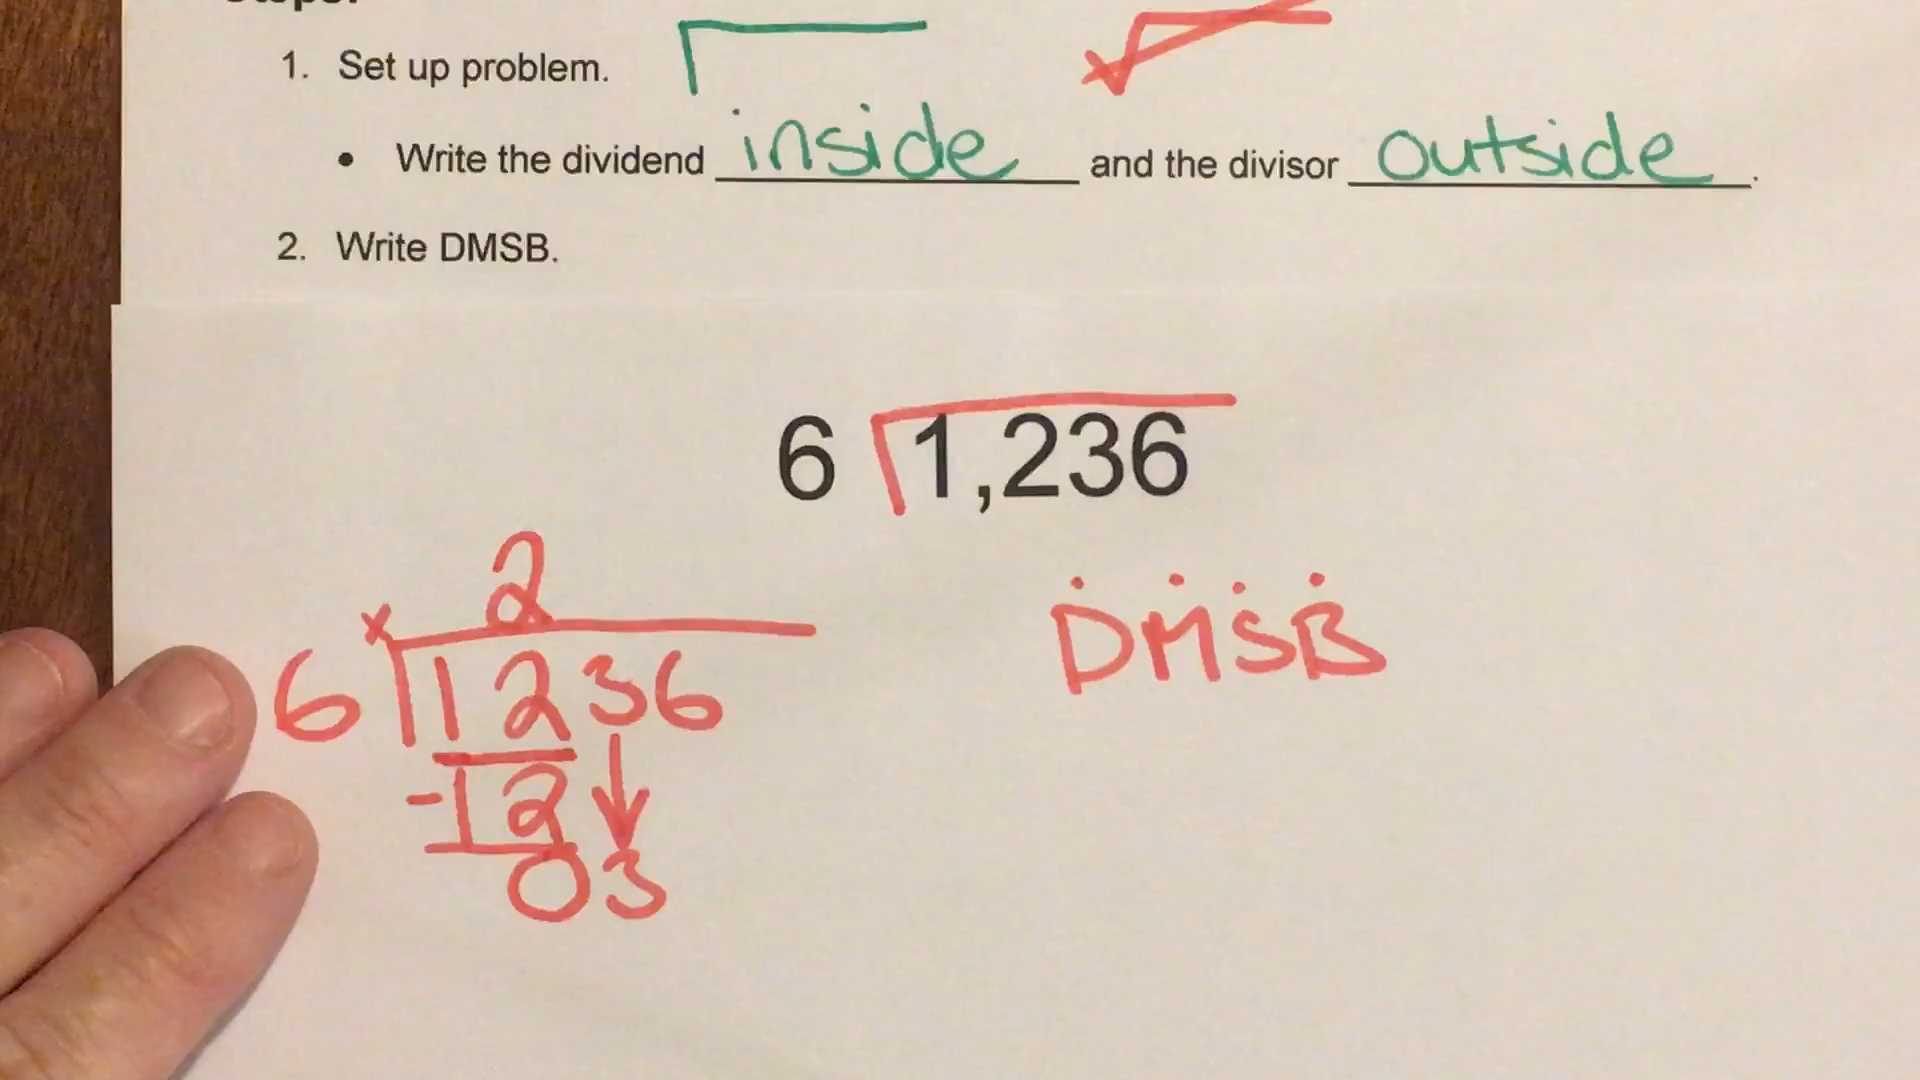 1. Set up problem.
• Write the dividend inside and the divisor outside.
2. Write DMSB.
6 1,236
2
x
6 1236
DMSB
-12
03